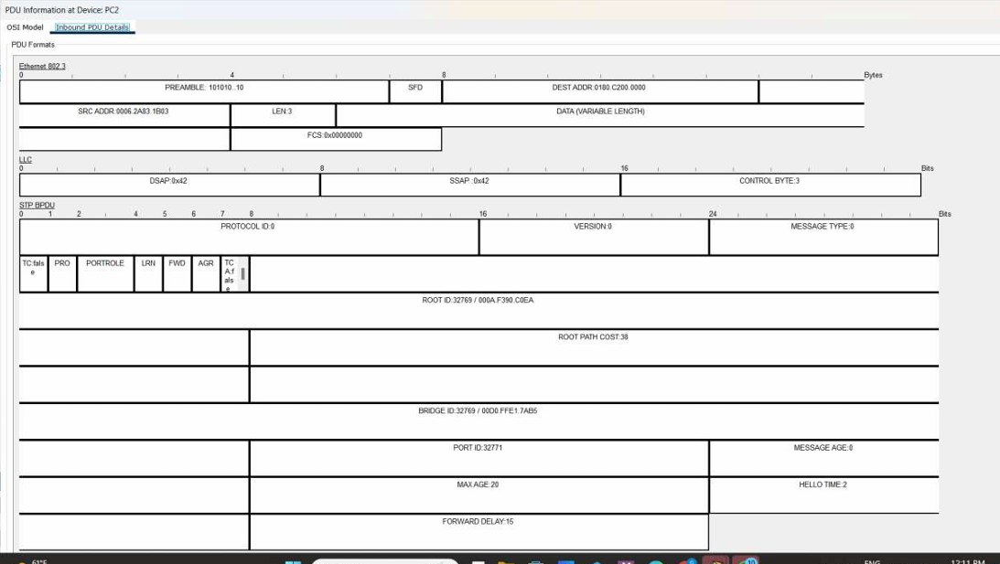 PDU Information at Device: PC2
OSI Model Inbound PDU Details
PDU Formats
Ethernet 802.3
0 4 8 Bytes
PREAMBLE: 101010..10 SFD DEST ADDR:0180.C200.0000
SRC ADDR:0006.2A83.1B03 LEN:3 DATA (VARIABLE LENGTH)
FCS:0x00000000
LLC
0 8 16 Bits
DSAP:0x42 SSAP :0x42 CONTROL BYTE:3
STP BPDU
0 1 2 4 5 6 7 8 16 24 Bits
PROTOCOL ID:0 VERSION:0 MESSAGE TYPE:0
TC:fals PRO PORTROLE LRN FWD AGR TC
e A:f
als
e
ROOT ID:32769 / 000A.F390.C0EA
ROOT PATH COST:38
BRIDGE ID:32769 / 00D0.FFE1.7AB5
PORT ID:32771 MESSAGE AGE:0
MAX AGE:20 HELLO TIME:2
FORWARD DELAY:15
61°F 10 ENG 12:11 PM